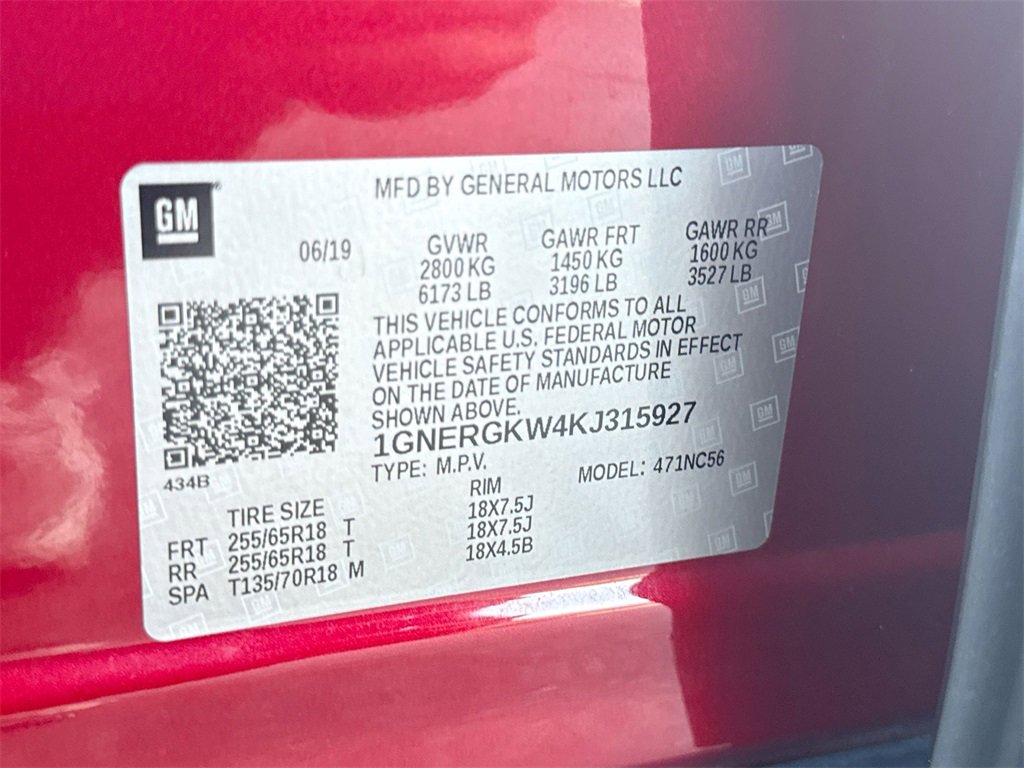 GM
MFD BY GENERAL MOTORS LLC
06/19
GVWR GAWR FRT GAWR RR
2800 KG 1450 KG 1600 KG
6173 LB 3196 LB 3527 LB
THIS VEHICLE CONFORMS TO ALL
APPLICABLE U.S. FEDERAL MOTOR
VEHICLE SAFETY STANDARDS IN EFFECT
ON THE DATE OF MANUFACTURE
SHOWN ABOVE.
1GNERGKW4KJ315927
TYPE: M.P.V. MODEL: 471NC56
434B
TIRE SIZE RIM
FRT 255/65R18 T 18X7.5J
RR 255/65R18 T 18X7.5J
SPA T135/70R18 M 18X4.5B